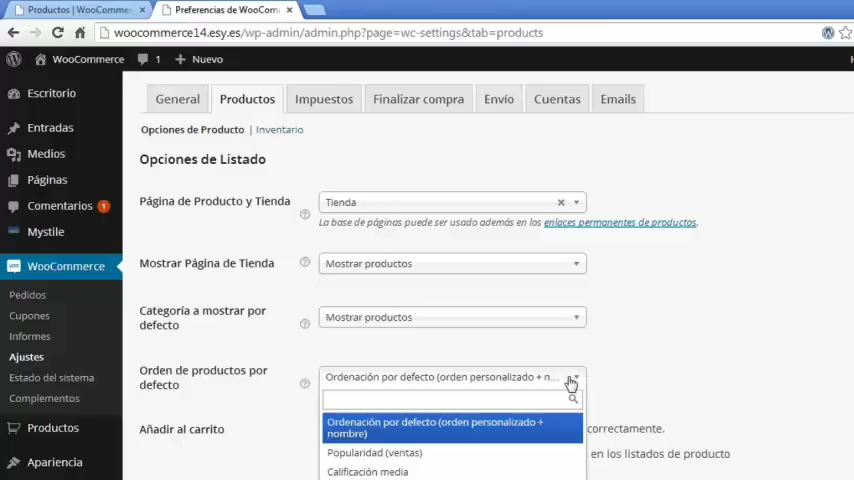 Productos | WooCommerce
Preferencias de WooComm
woocommerce14.esy.es/wp-admin/admin.php?page=wc-settings&tab=products
WooCommerce 1 Nuevo
Escritorio
Entradas
Medios
Páginas
Comentarios 1
Mystile
WooCommerce
Pedidos
Cupones
Informes
Ajustes
Estado del sistema
Complementos
Productos
Apariencia
General Productos Impuestos Finalizar compra Envío Cuentas Emails
Opciones de Producto | Inventario
Opciones de Listado
Página de Producto y Tienda
Tienda
La base de páginas puede ser usado además en los enlaces permanentes de productos.
Mostrar Página de Tienda
Mostrar productos
Categoría a mostrar por
defecto
Mostrar productos
Orden de productos por
defecto
Ordenación por defecto (orden personalizado + n...
Ordenación por defecto (orden personalizado +
nombre)
Popularidad (ventas)
Calificación media
Añadir al carrito
correctamente.
en los listados de producto